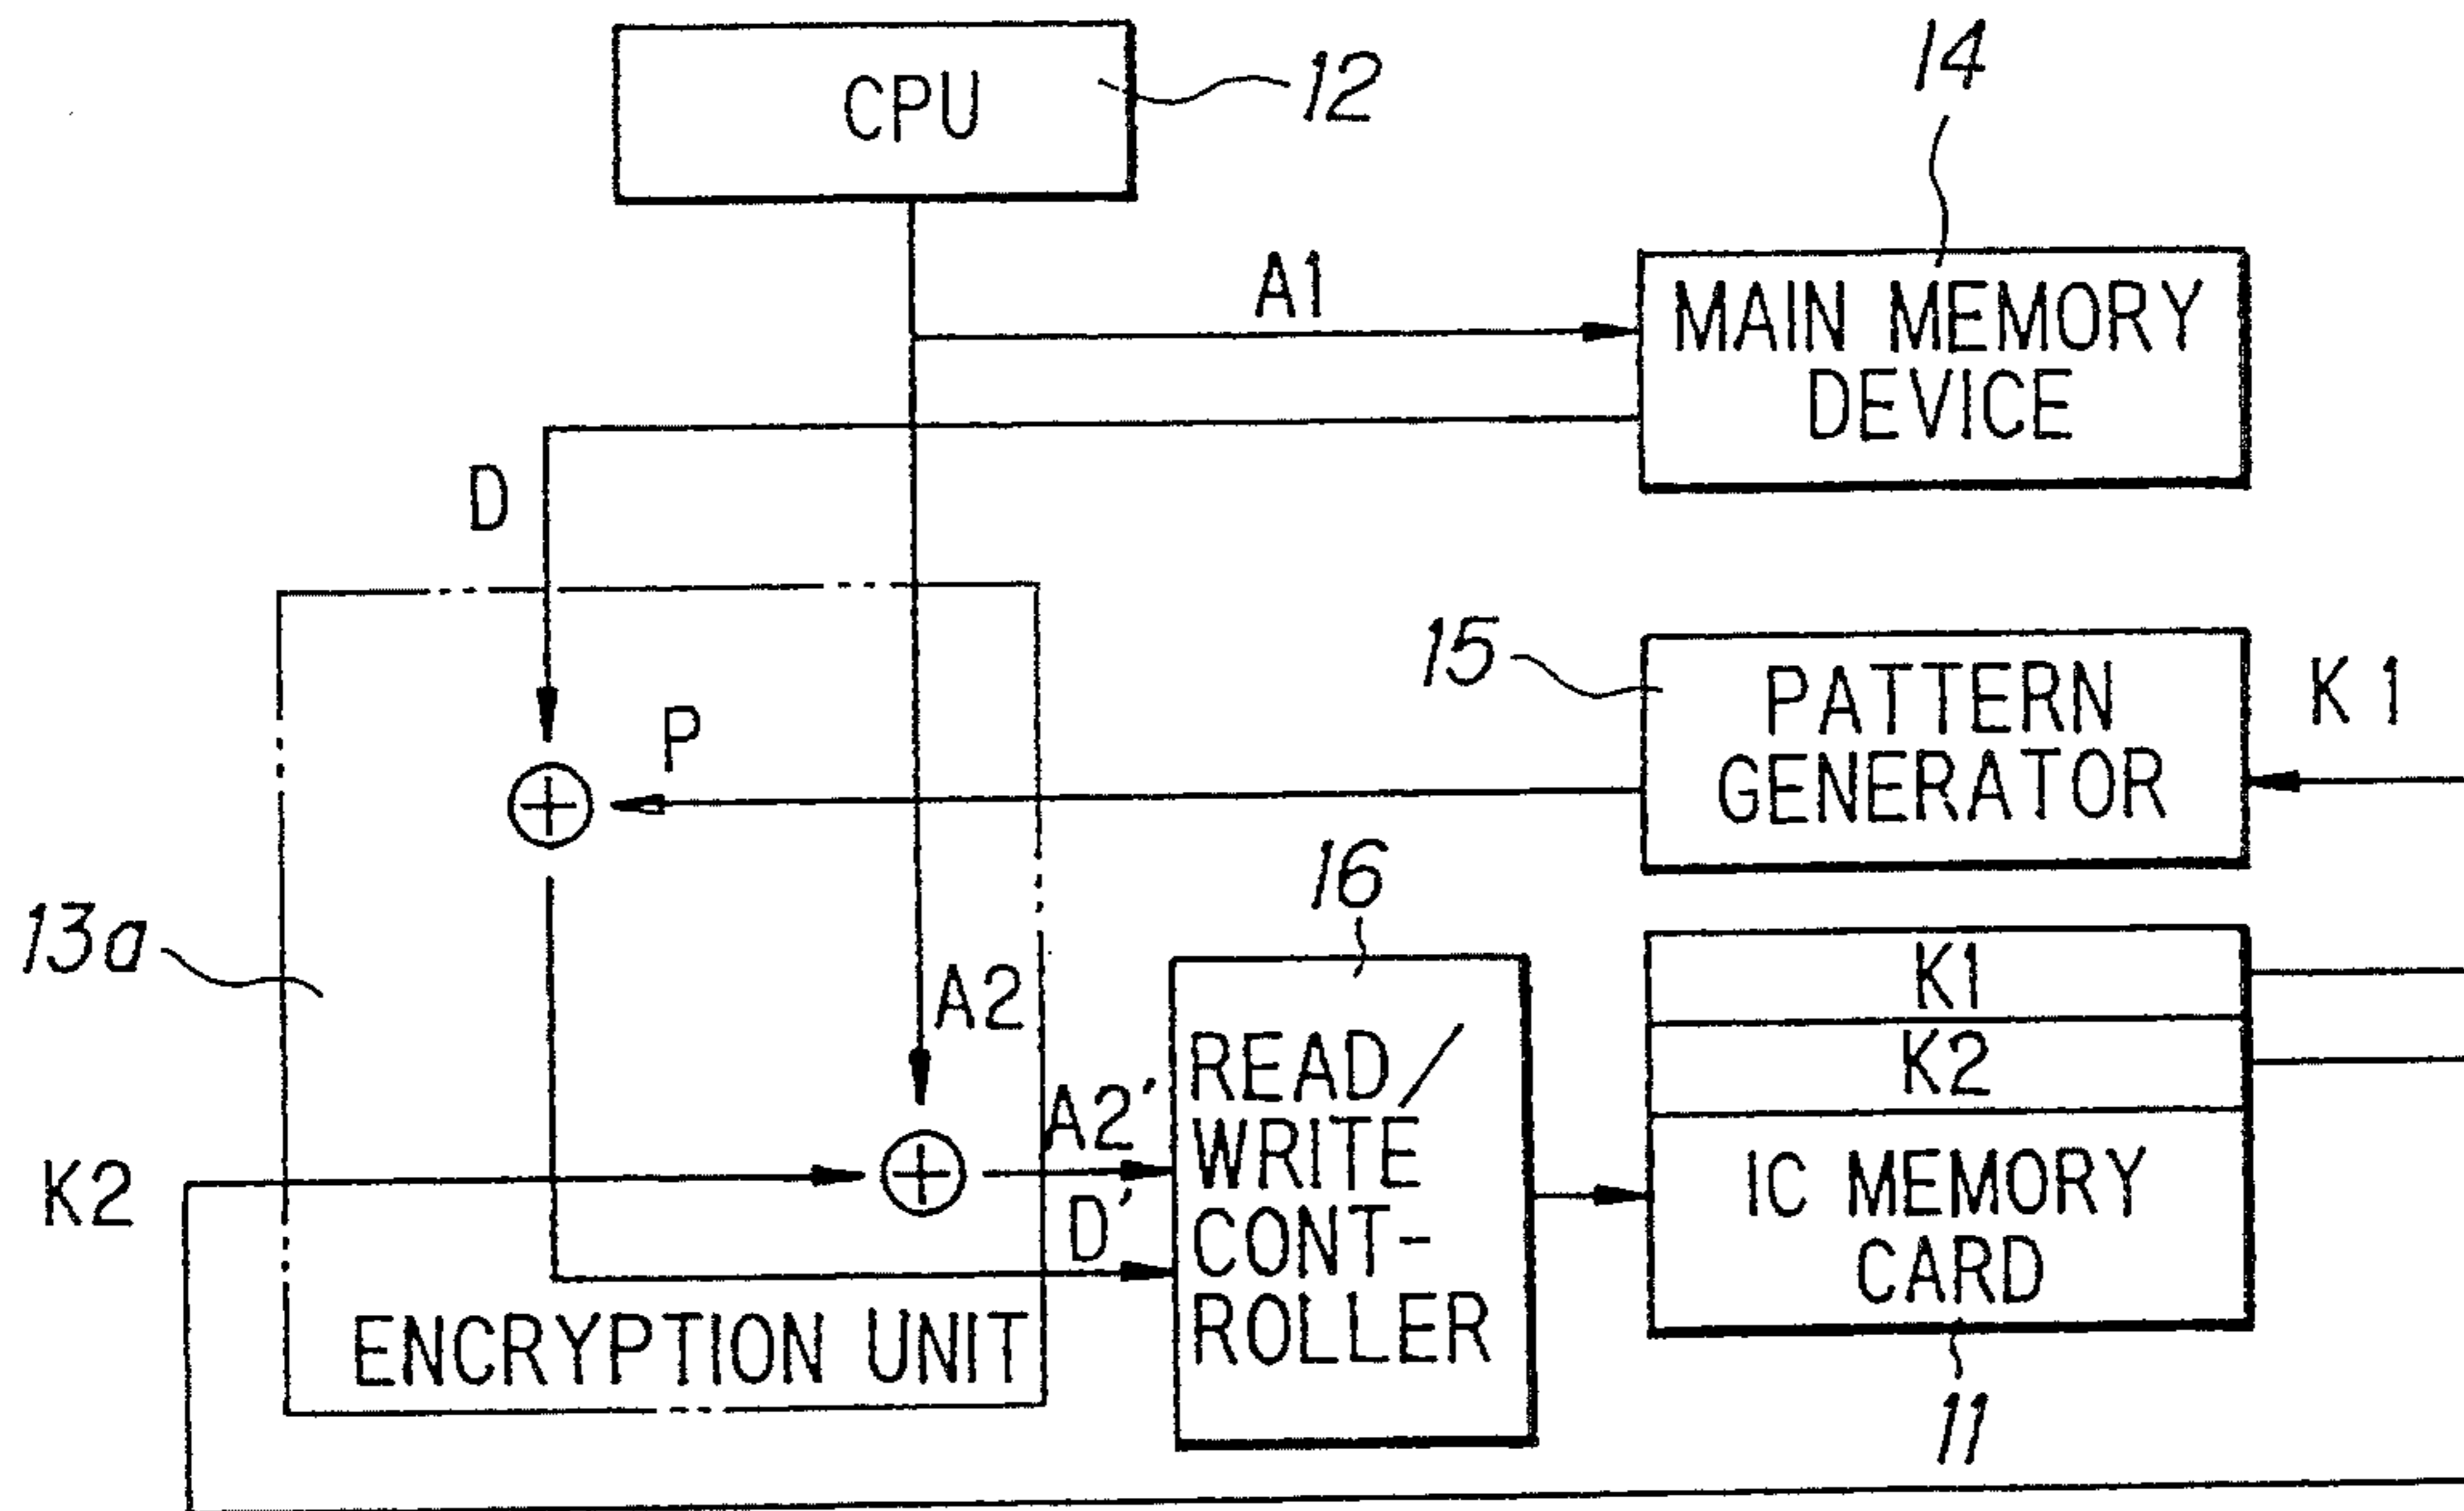 CPU
12
14
A1
MAIN MEMORY
DEVICE
D
15
PATTERN
GENERATOR
K1
P
16
13a
K1
K2
A2
READ/
WRITE
CONT-
ROLLER
A2'
K2
D'
IC MEMORY
CARD
ENCRYPTION UNIT
11